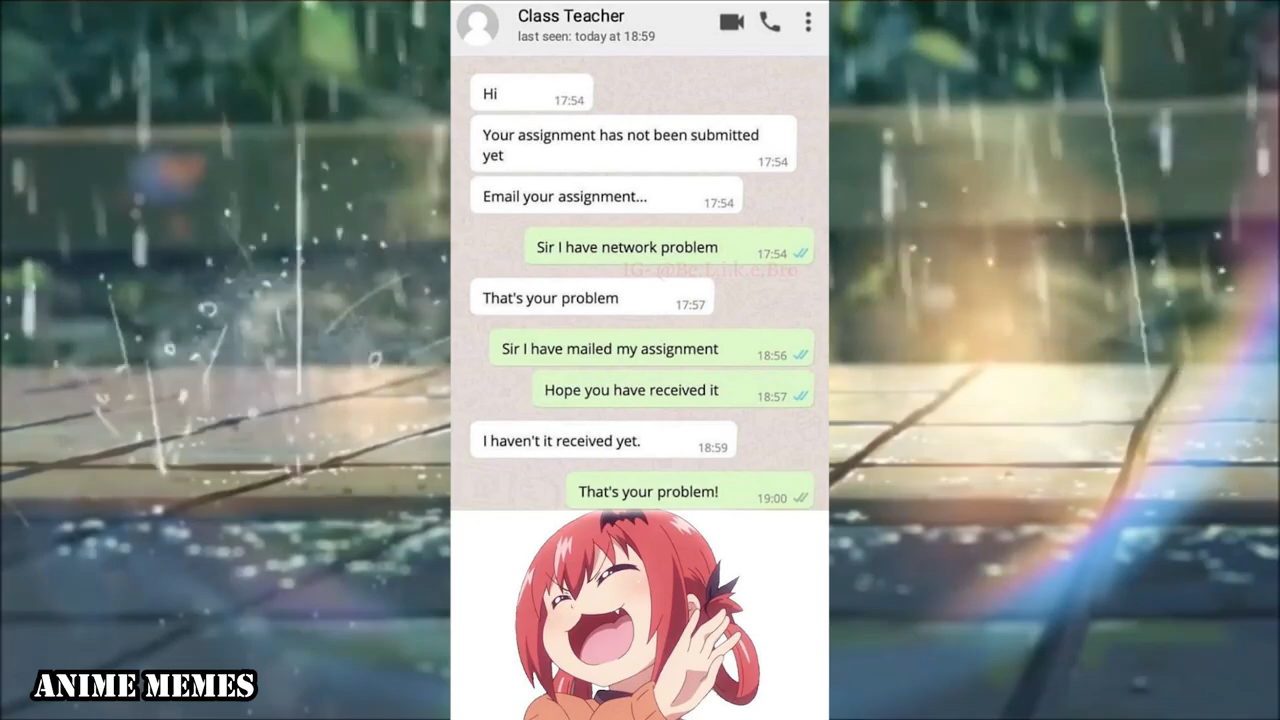 Class Teacher
last seen: today at 18:59
Hi
17:54
Your assignment has not been submitted
yet
17:54
Email your assignment...
17:54
Sir I have network problem
17:54
IG- @Be.L.i.k.e.Bro
That's your problem
17:57
Sir I have mailed my assignment
18:56
Hope you have received it
18:57
I haven't it received yet.
18:59
That's your problem!
19:00
ANIME MEMES